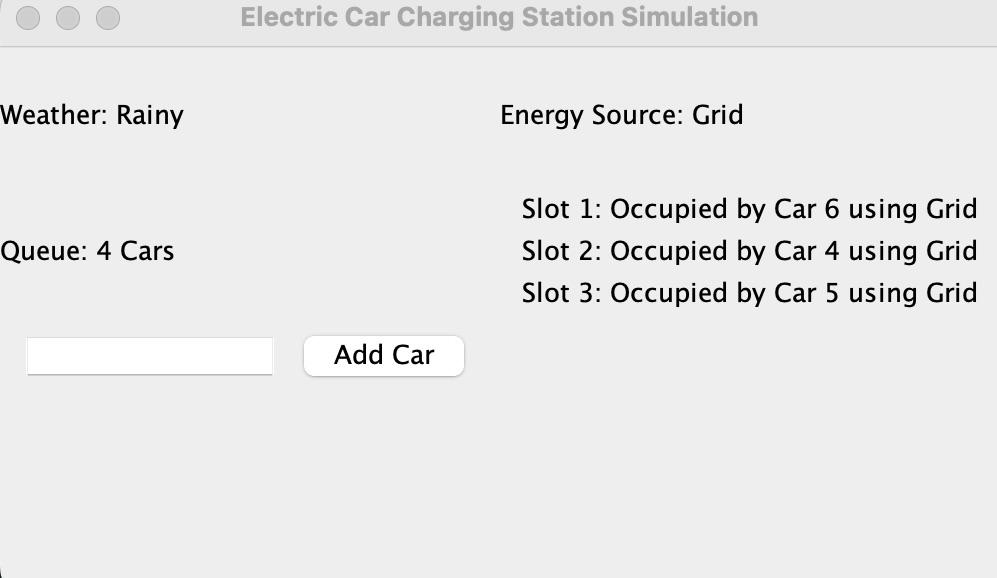 Electric Car Charging Station Simulation
Weather: Rainy
Energy Source: Grid
Queue: 4 Cars
Slot 1: Occupied by Car 6 using Grid
Slot 2: Occupied by Car 4 using Grid
Slot 3: Occupied by Car 5 using Grid
Add Car